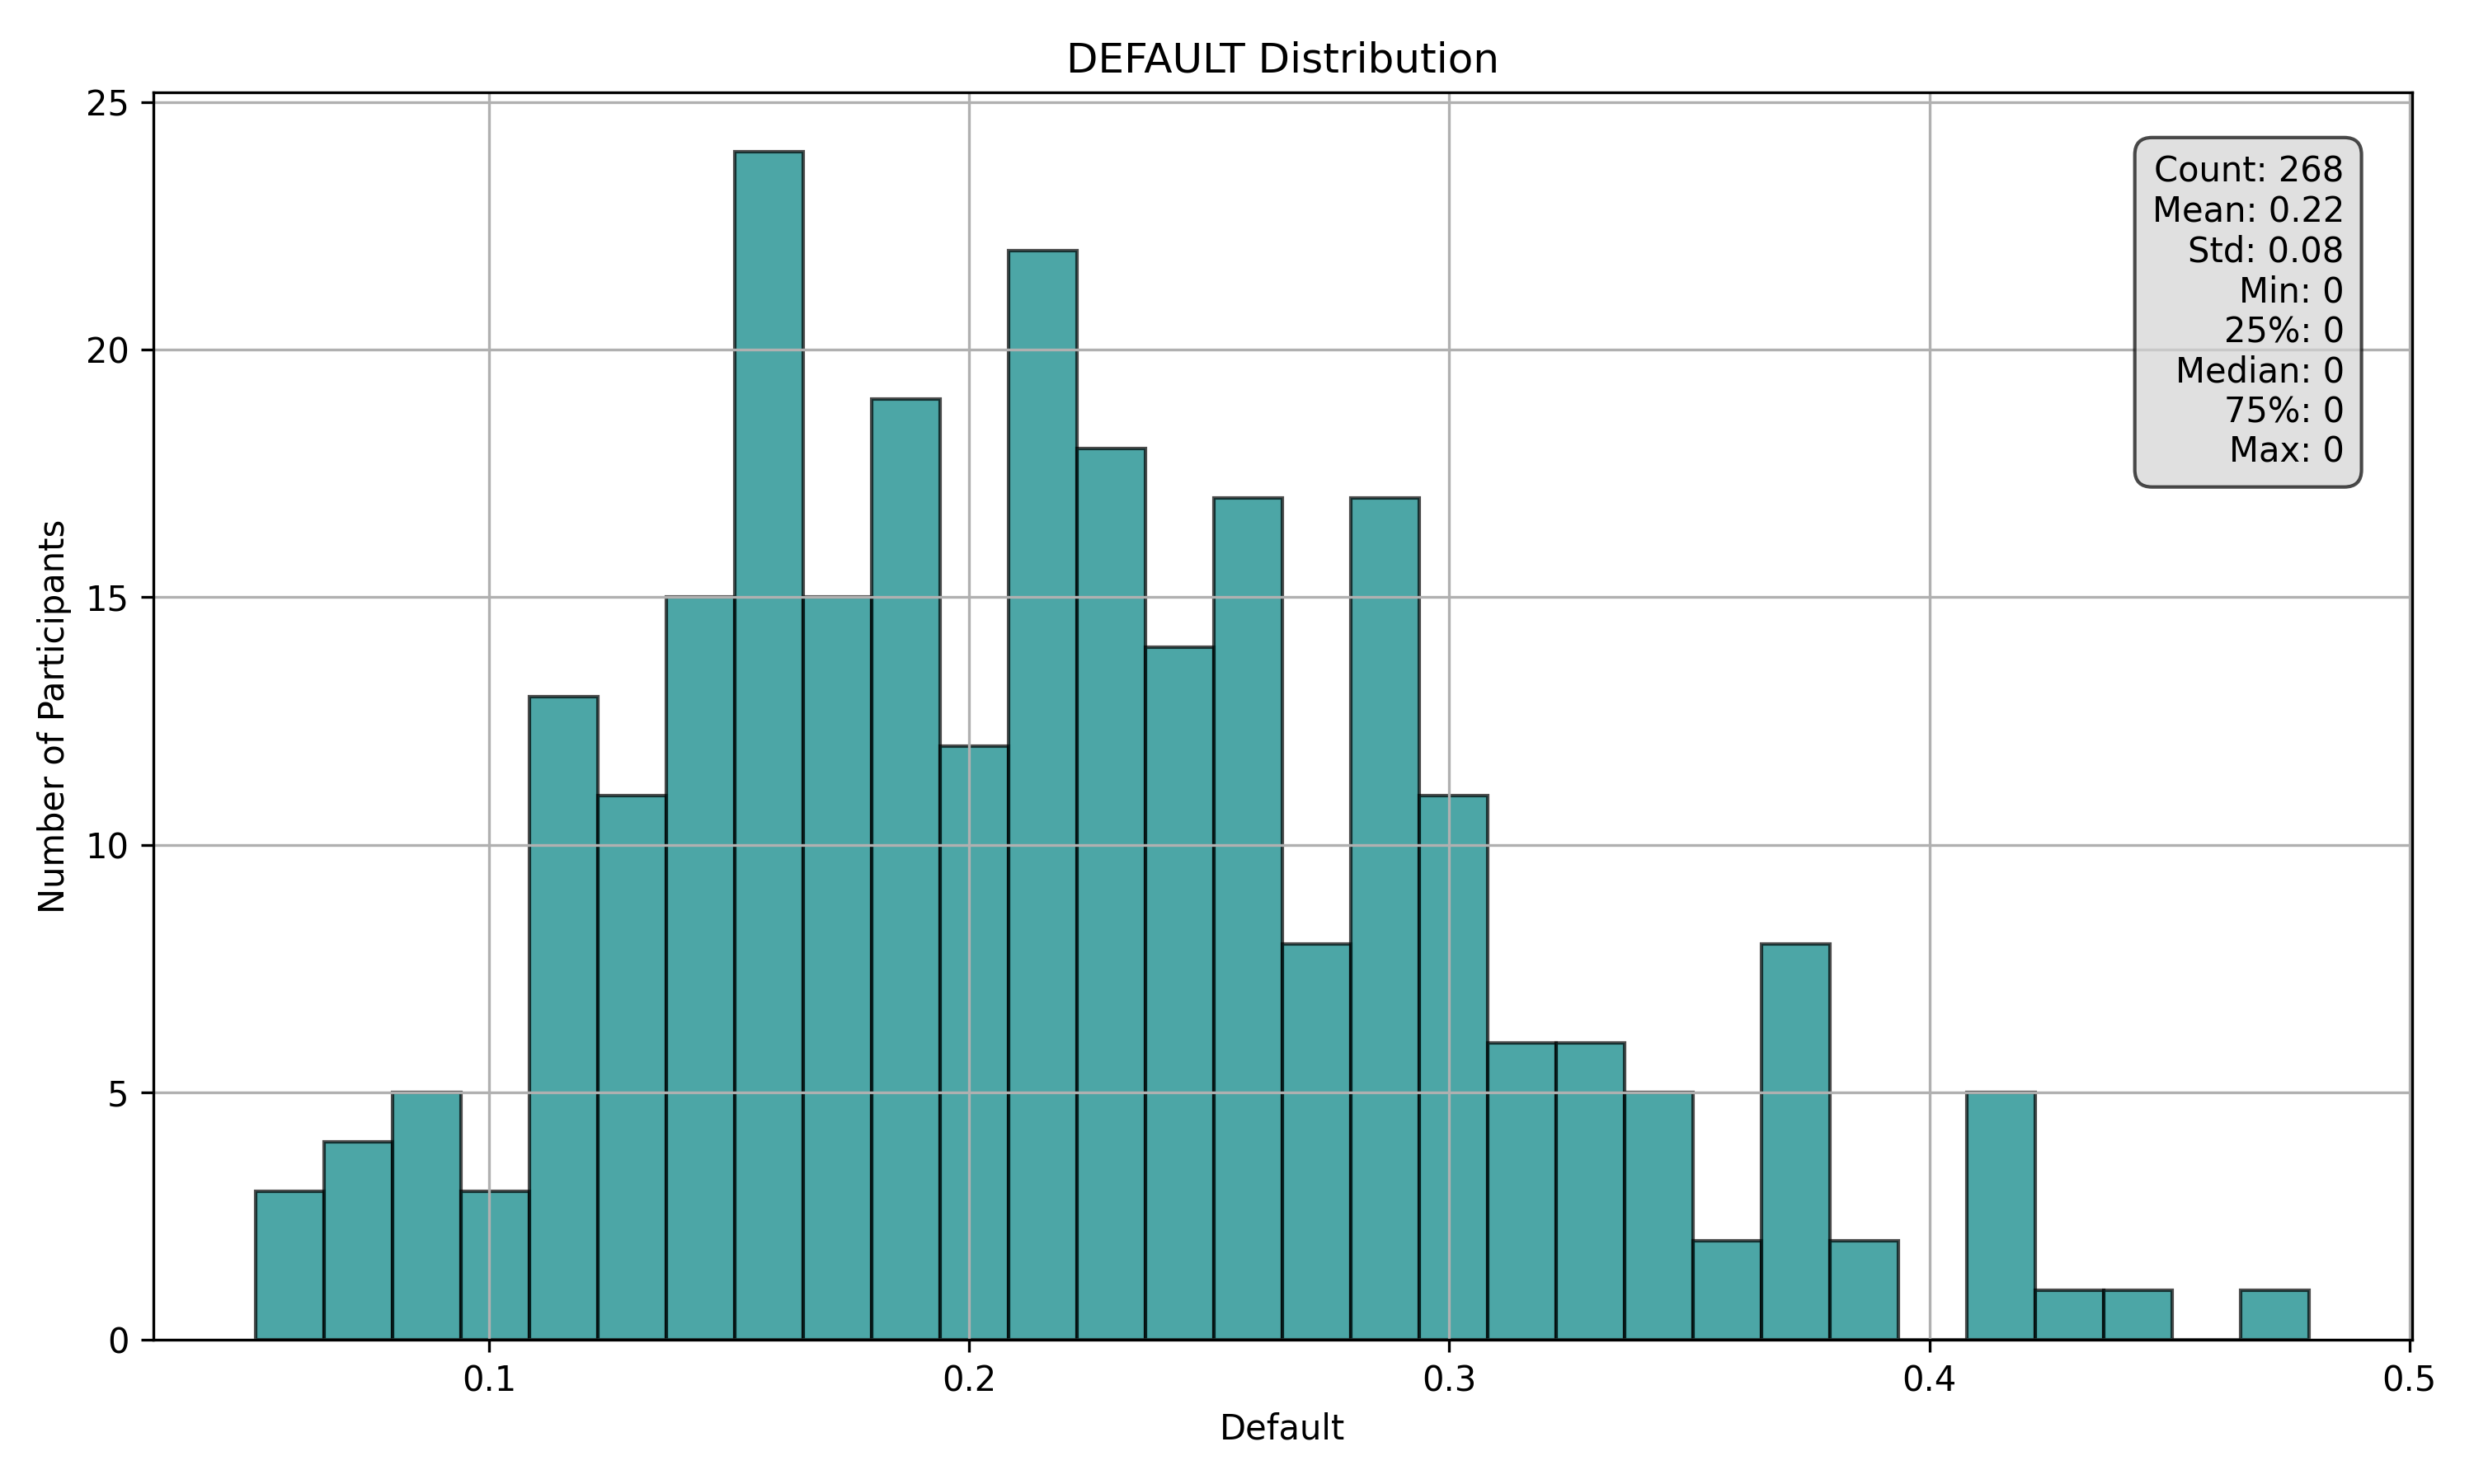 DEFAULT Distribution
25
20
15
10
5
0
Number of Participants
Count: 268
Mean: 0.22
Std: 0.08
Min: 0
25%: 0
Median: 0
75%: 0
Max: 0
0.1 0.2 0.3 0.4 0.5
Default